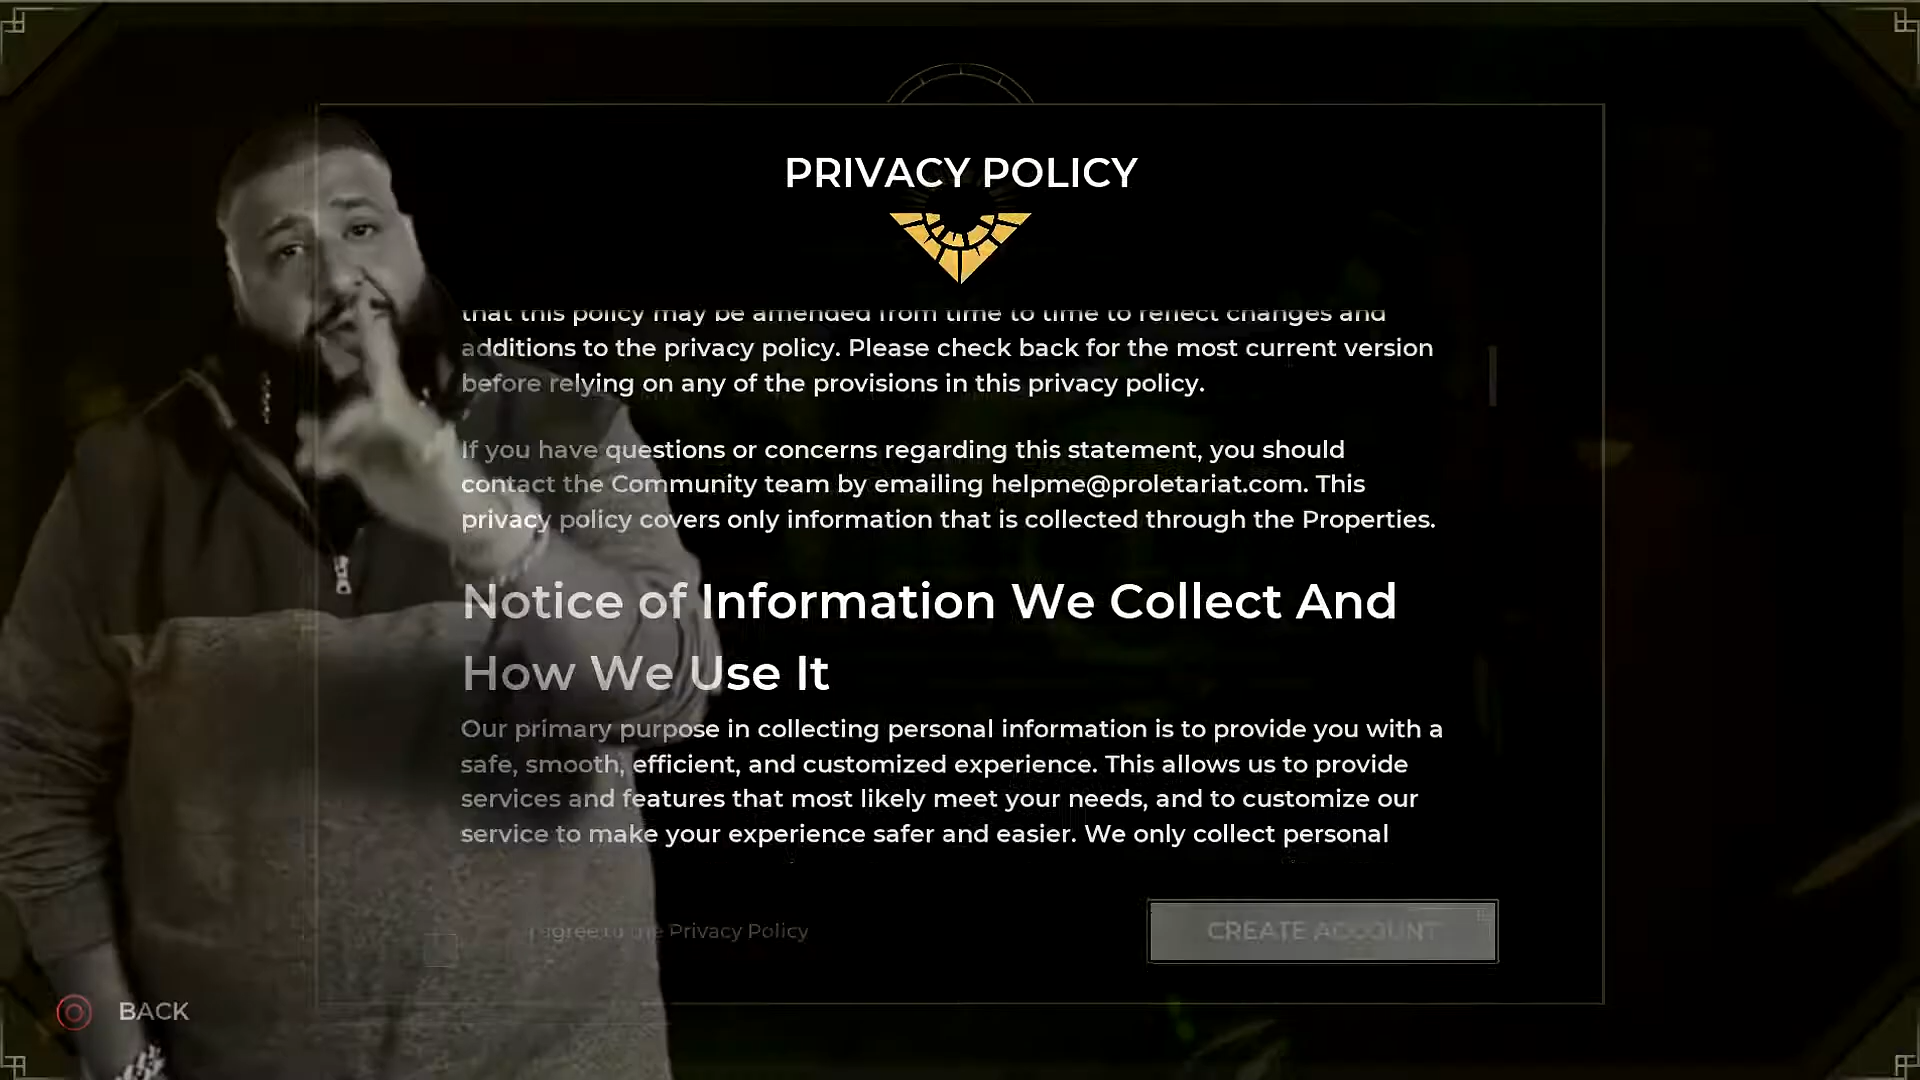 PRIVACY POLICY
that this policy may be amended from time to time to reflect changes and
additions to the privacy policy. Please check back for the most current version
before relying on any of the provisions in this privacy policy.
If you have questions or concerns regarding this statement, you should
contact the Community team by emailing helpme@proletariat.com. This
privacy policy covers only information that is collected through the Properties.
Notice of Information We Collect And
How We Use It
Our primary purpose in collecting personal information is to provide you with a
safe, smooth, efficient, and customized experience. This allows us to provide
services and features that most likely meet your needs, and to customize our
service to make your experience safer and easier. We only collect personal
I agree to the Privacy Policy
CREATE ACCOUNT
BACK